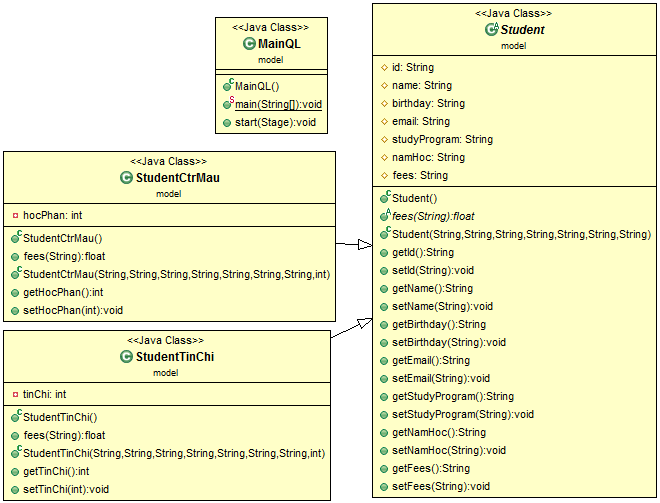 <<Java Class>>
MainQL
model
MainQL()
main(String[]):void
start(Stage):void
<<Java Class>>
StudentCtrMau
model
hocPhan: int
StudentCtrMau()
fees(String):float
StudentCtrMau(String,String,String,String,String,String,String,int)
getHocPhan():int
setHocPhan(int):void
<<Java Class>>
StudentTinChi
model
tinChi: int
StudentTinChi()
fees(String):float
StudentTinChi(String,String,String,String,String,String,String,int)
getTinChi():int
setTinChi(int):void
<<Java Class>>
Student
model
id: String
name: String
birthday: String
email: String
studyProgram: String
namHoc: String
fees: String
Student()
fees(String):float
Student(String,String,String,String,String,String,String)
getId():String
setId(String):void
getName():String
setName(String):void
getBirthday():String
setBirthday(String):void
getEmail():String
setEmail(String):void
getStudyProgram():String
setStudyProgram(String):void
getNamHoc():String
setNamHoc(String):void
getFees():String
setFees(String):void